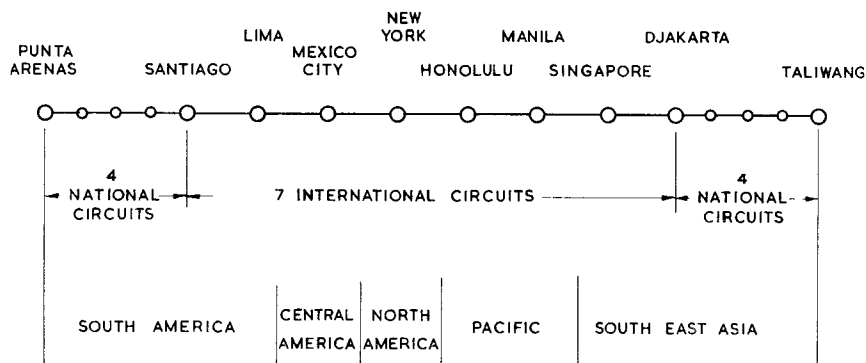 PUNTA
ARENAS
SANTIAGO
LIMA
MEXICO
CITY
NEW
YORK
HONOLULU
MANILA
SINGAPORE
DJAKARTA
TALIWANG
4
NATIONAL
CIRCUITS
7 INTERNATIONAL CIRCUITS
4
NATIONAL
CIRCUITS
SOUTH AMERICA
CENTRAL
AMERICA
NORTH
AMERICA
PACIFIC
SOUTH EAST ASIA